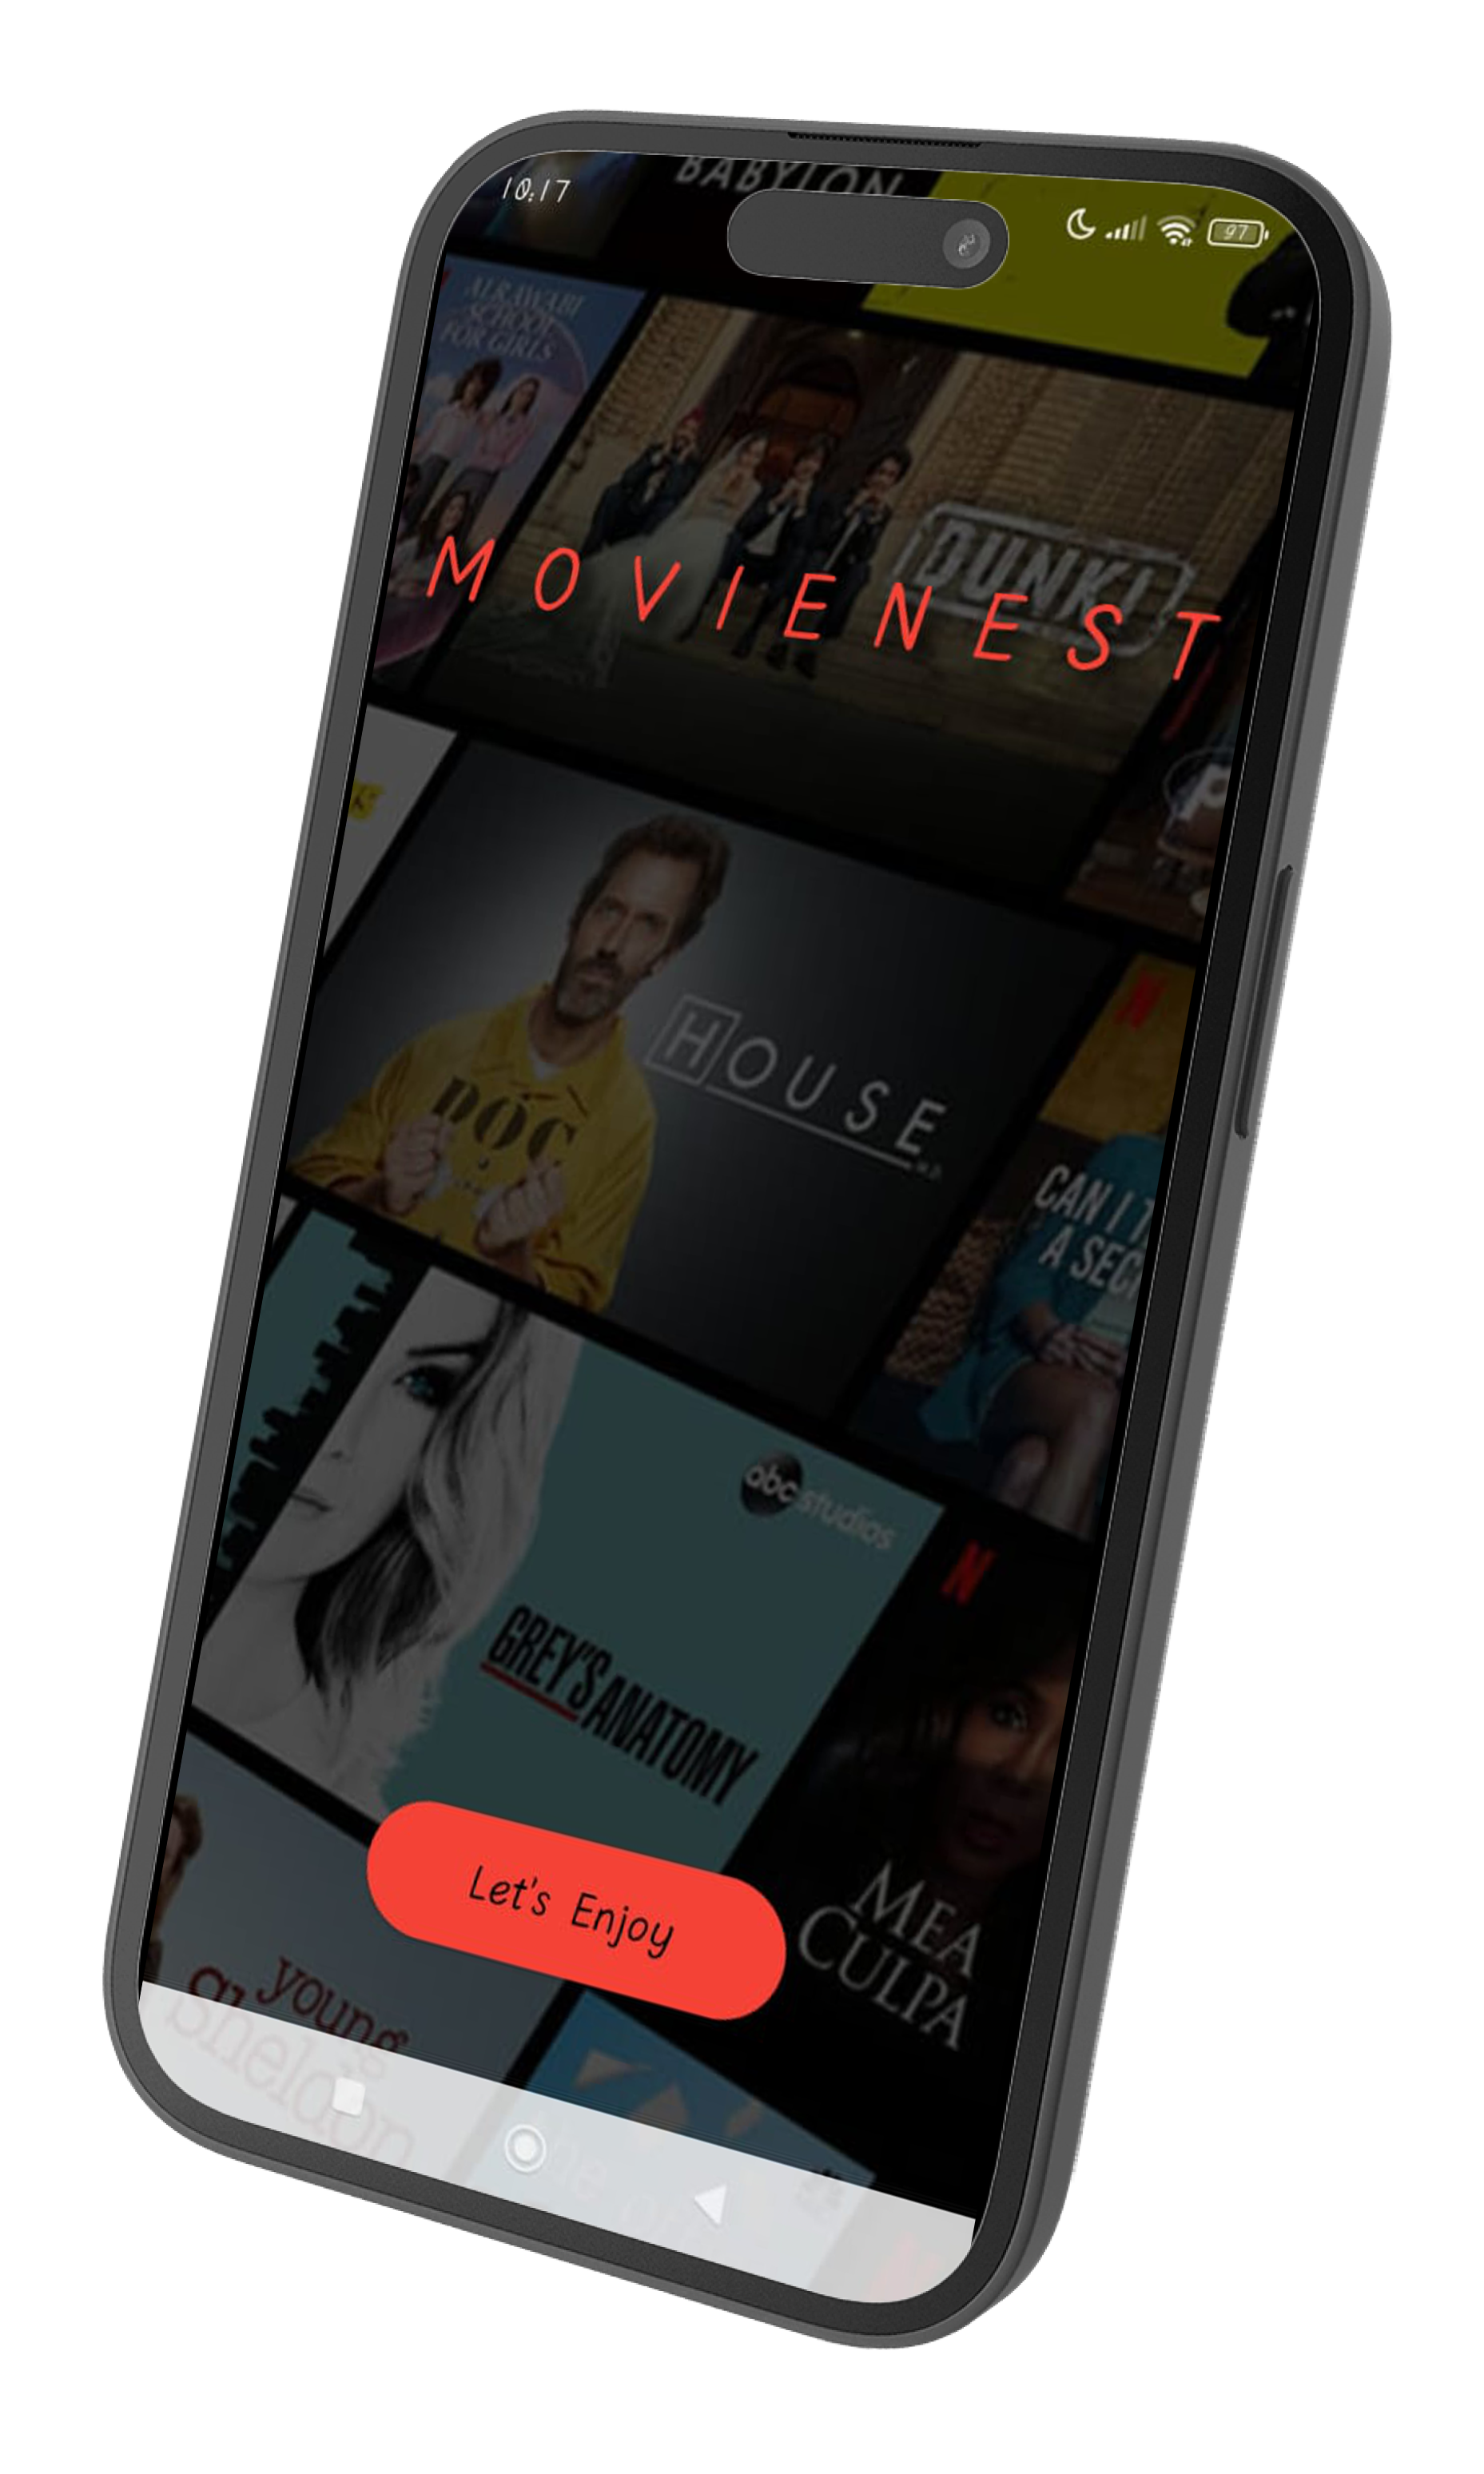 BABYLON
10:17
97
ALRAWABI
SCHOOL
FOR GIRLS
DUNKI
MOVIENEST
HOUSE
M.D.
DOC
CAN I
A
abc studios
N
GREY'S ANATOMY
N
Let's Enjoy
MEA
CULPA
young
Sheldon